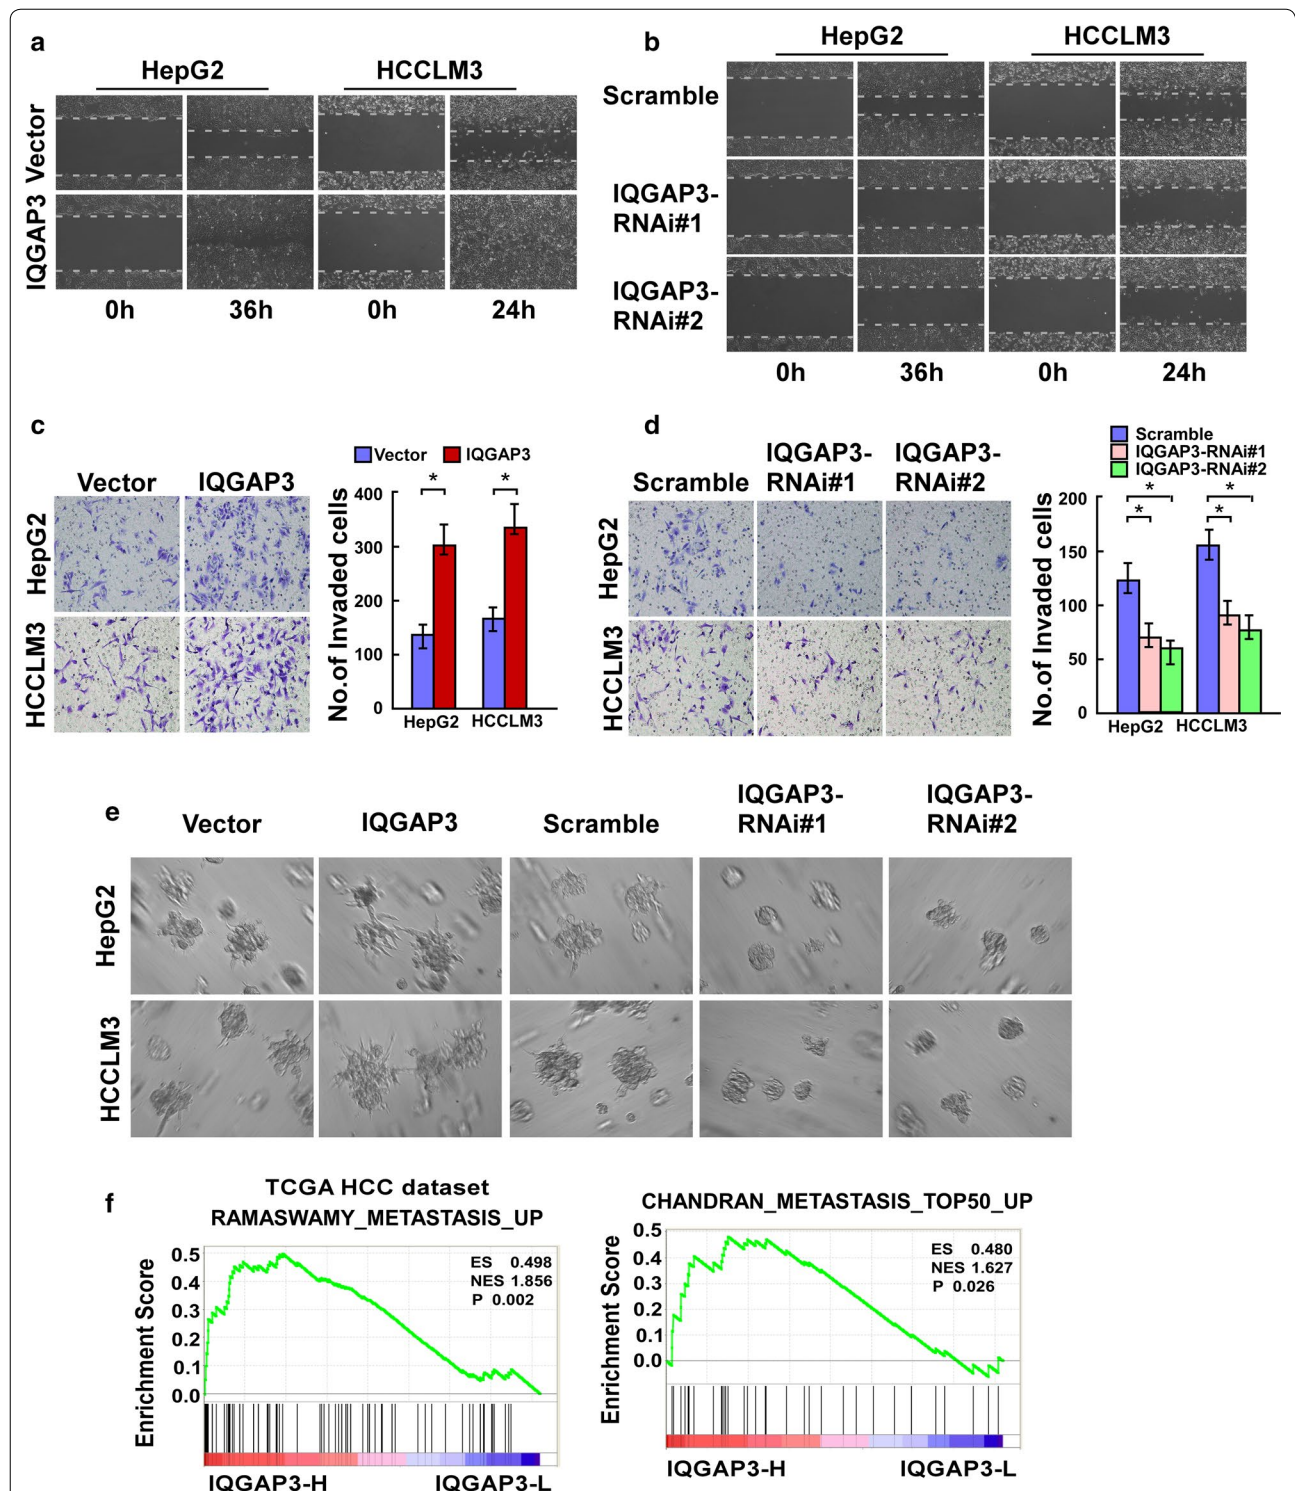 a
HepG2 HCCLM3
Vector
IQGAP3
0h 36h 0h 24h
b
HepG2 HCCLM3
Scramble
IQGAP3-
RNAi#1
IQGAP3-
RNAi#2
0h 36h 0h 24h
c
Vector IQGAP3
HepG2
HCCLM3
Vector IQGAP3
No.of Invaded cells
400
300
200
100
0
* *
HepG2 HCCLM3
d
Scramble
IQGAP3-
RNAi#1
IQGAP3-
RNAi#2
HepG2
HCCLM3
Scramble
IQGAP3-RNAi#1
IQGAP3-RNAi#2
No.of Invaded cells
200
150
100
50
0
* *
* *
HepG2 HCCLM3
e
Vector
IQGAP3
Scramble
IQGAP3-
RNAi#1
IQGAP3-
RNAi#2
HepG2
HCCLM3
f
TCGA HCC dataset
RAMASWAMY_METASTASIS_UP
Enrichment Score
0.5
0.4
0.3
0.2
0.1
0.0
ES 0.498
NES 1.856
P 0.002
IQGAP3-H IQGAP3-L
CHANDRAN_METASTASIS_TOP50_UP
Enrichment Score
0.5
0.4
0.3
0.2
0.1
0.0
ES 0.480
NES 1.627
P 0.026
IQGAP3-H IQGAP3-L